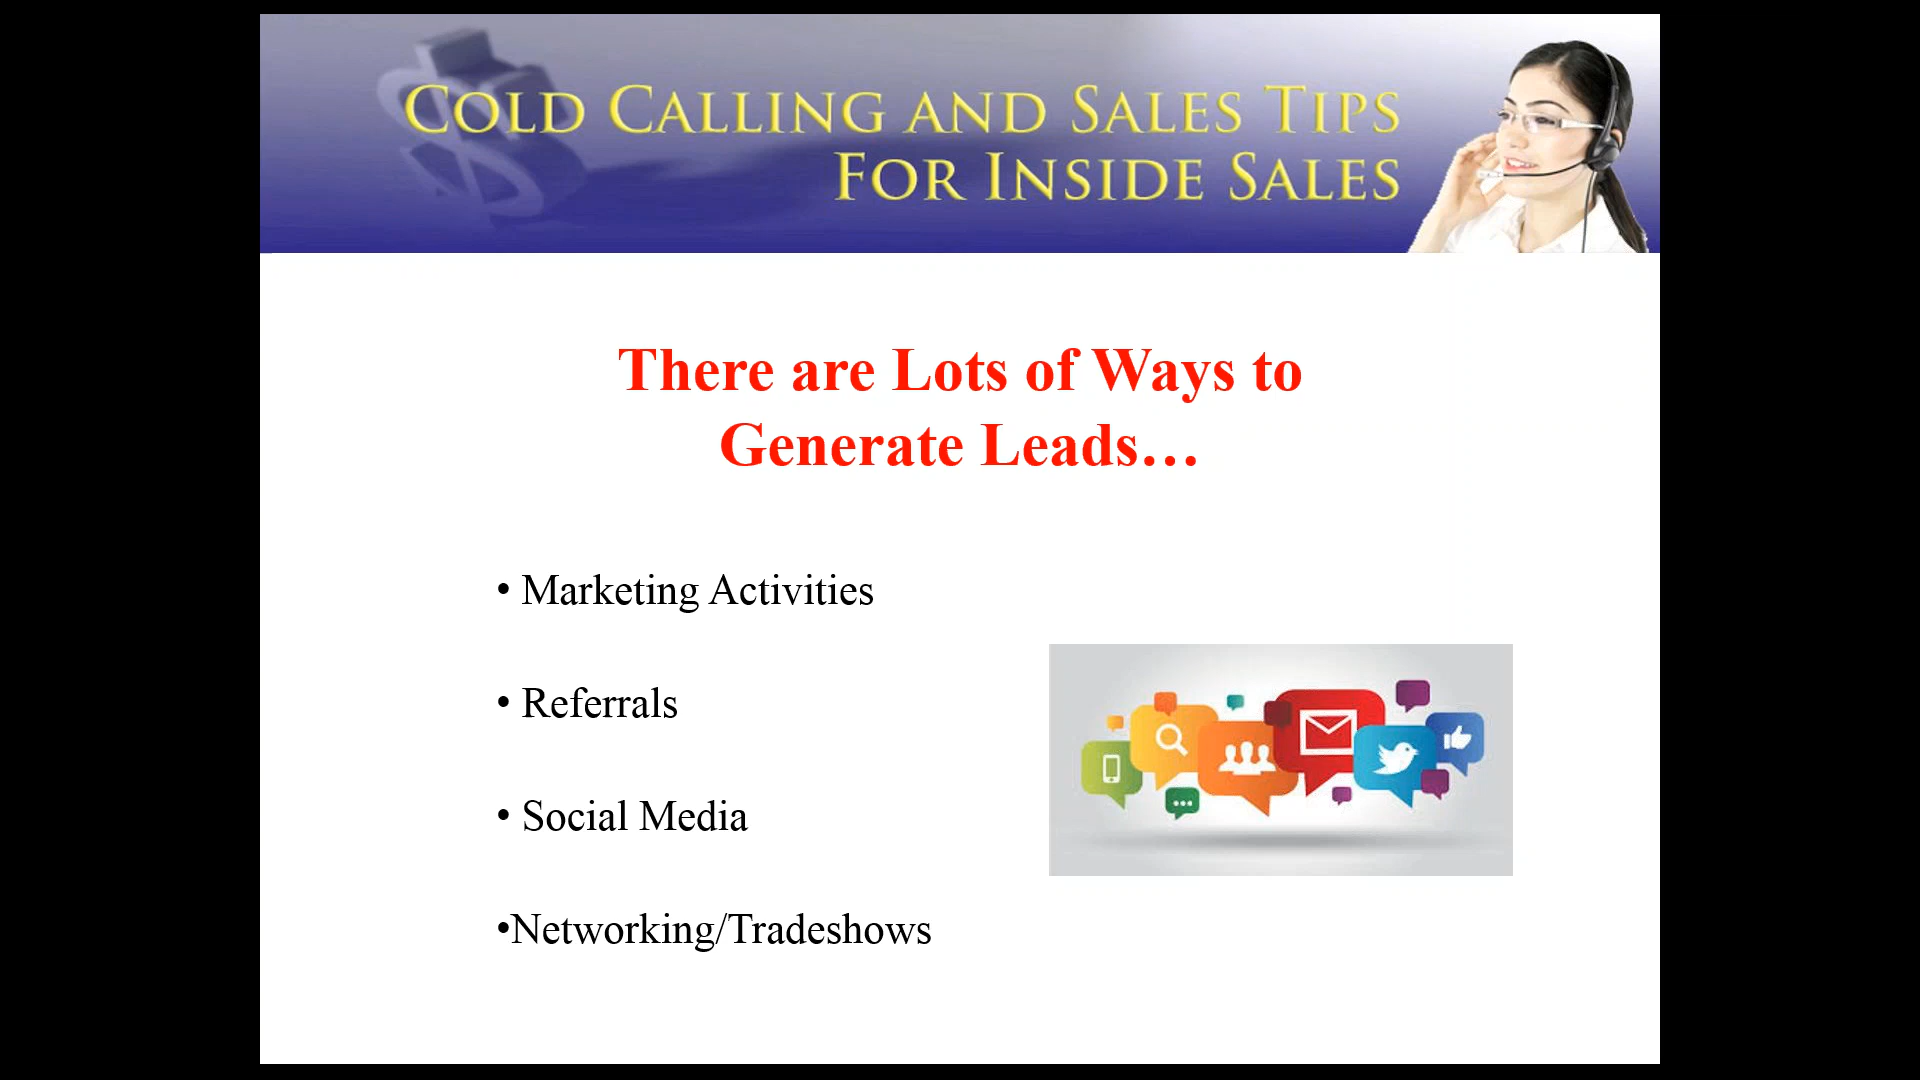 COLD CALLING AND SALES TIPS
FOR INSIDE SALES
There are Lots of Ways to
Generate Leads…
• Marketing Activities
• Referrals
• Social Media
•Networking/Tradeshows